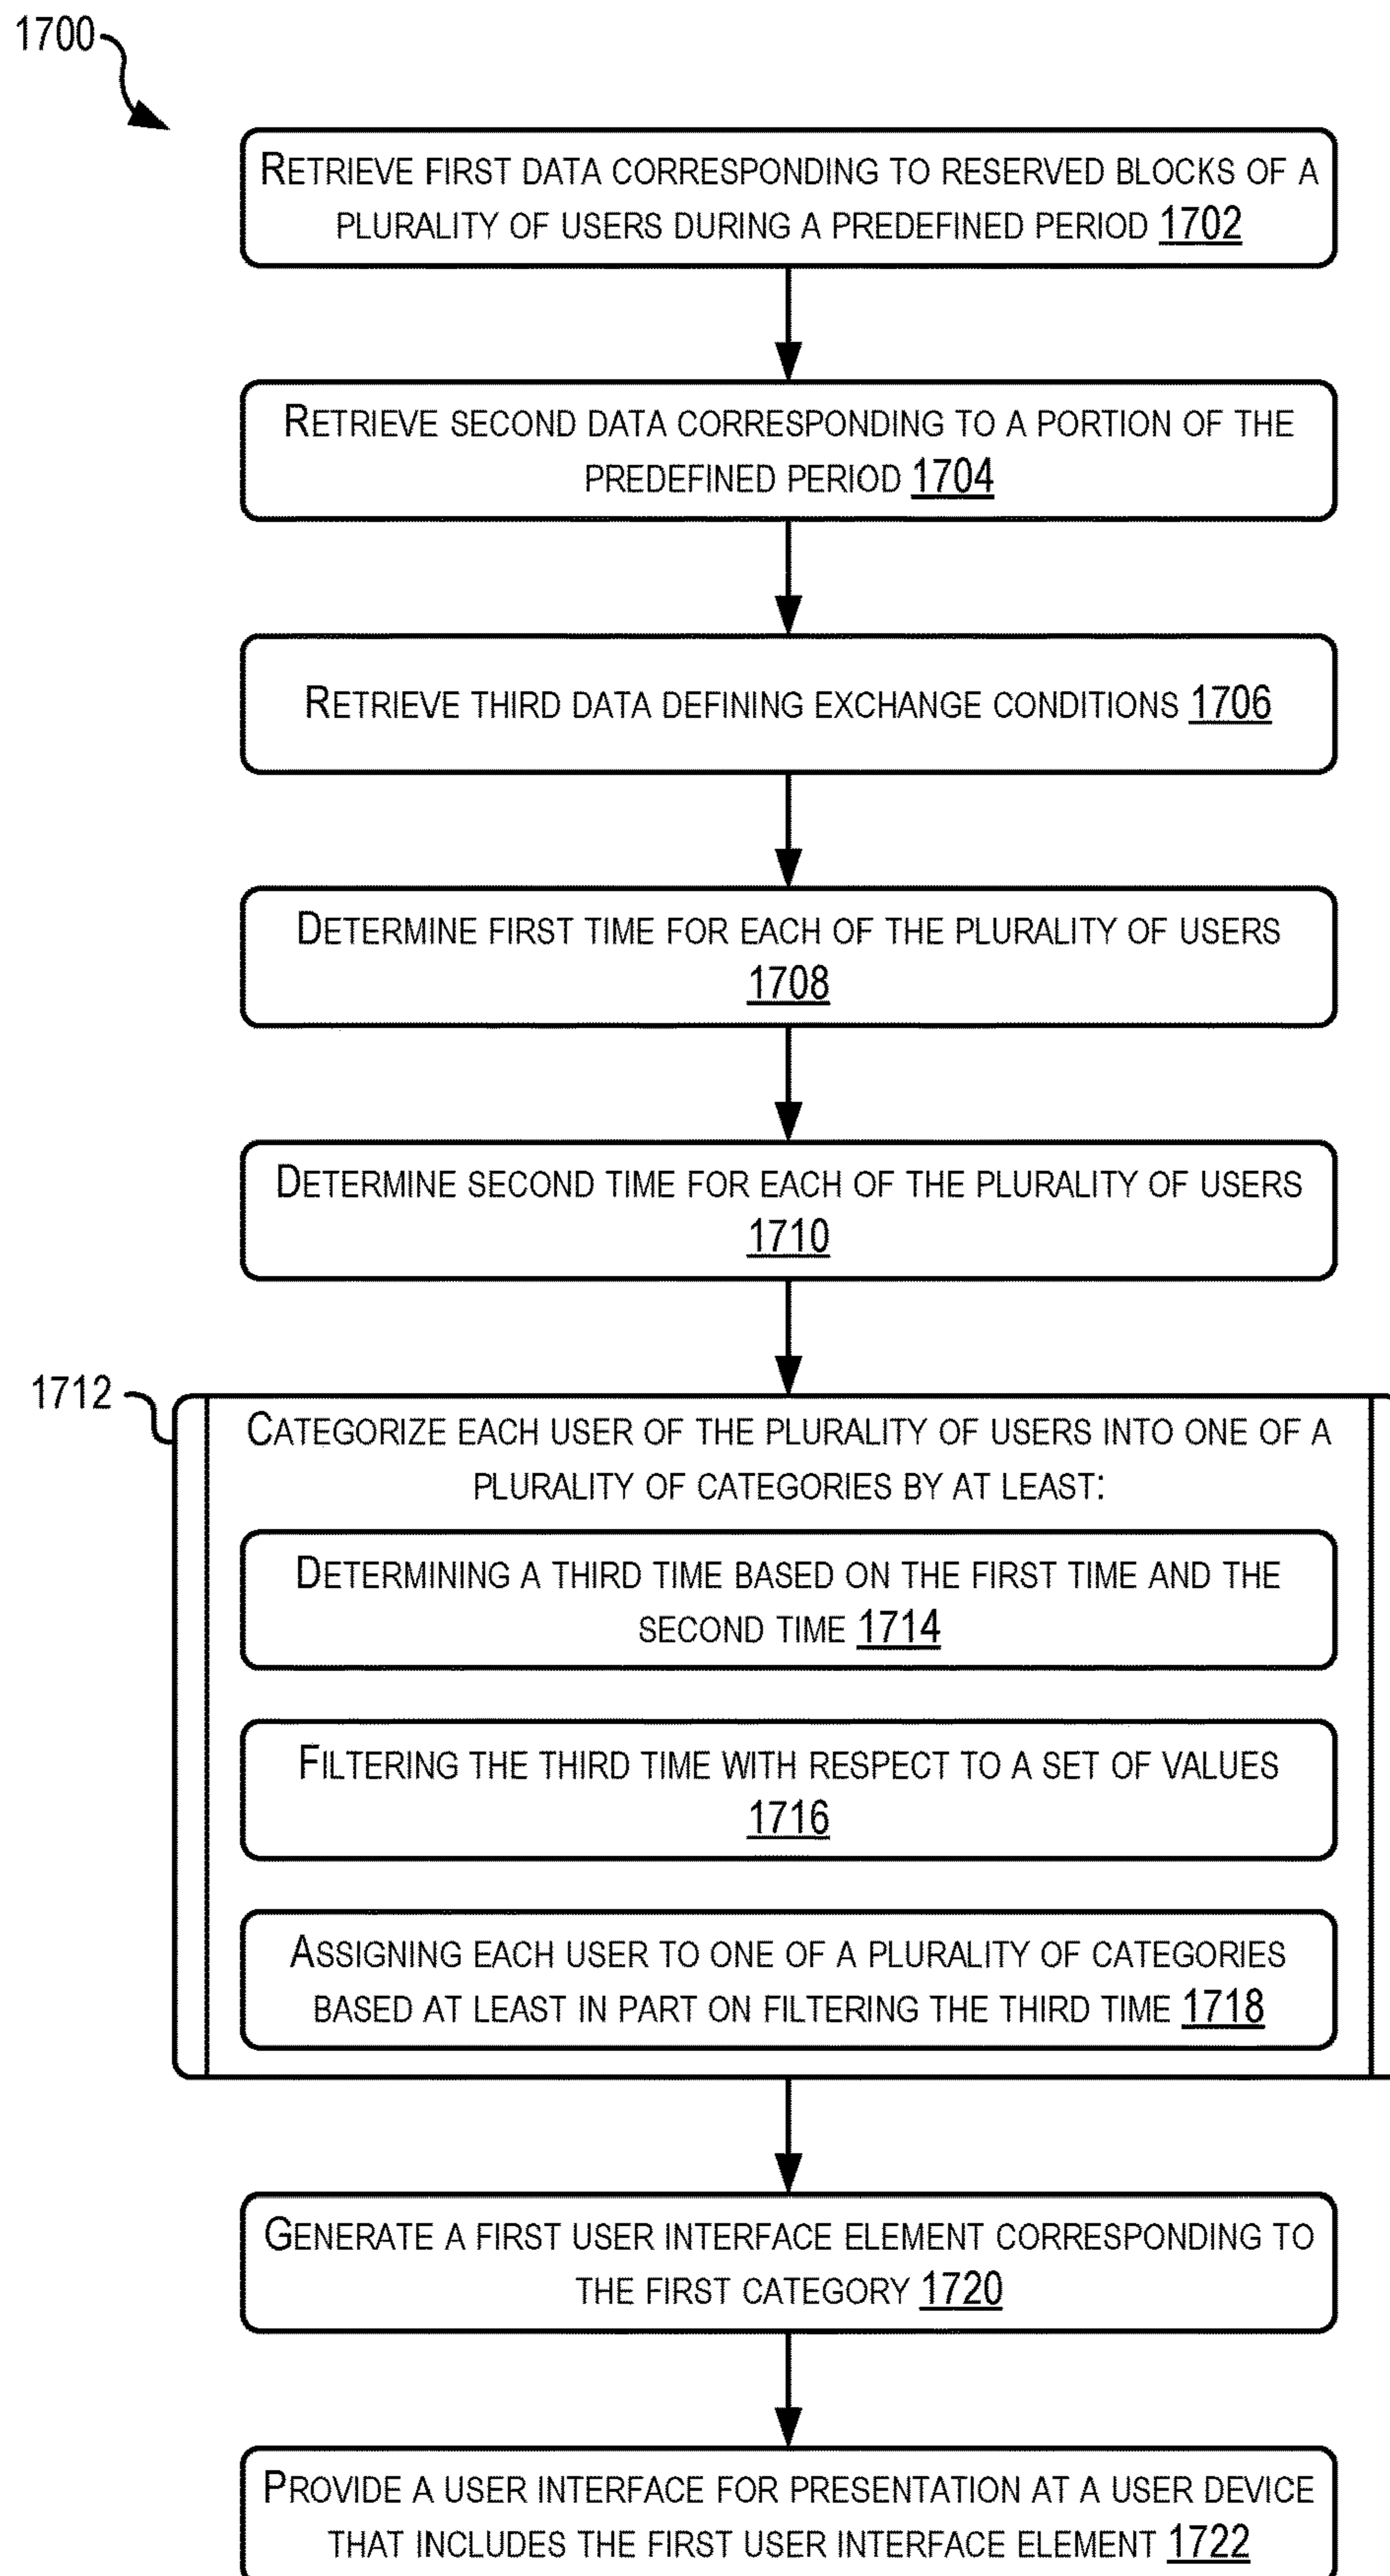 1700
RETRIEVE FIRST DATA CORRESPONDING TO RESERVED BLOCKS OF A
PLURALITY OF USERS DURING A PREDEFINED PERIOD 1702
RETRIEVE SECOND DATA CORRESPONDING TO A PORTION OF THE
PREDEFINED PERIOD 1704
RETRIEVE THIRD DATA DEFINING EXCHANGE CONDITIONS 1706
DETERMINE FIRST TIME FOR EACH OF THE PLURALITY OF USERS
1708
DETERMINE SECOND TIME FOR EACH OF THE PLURALITY OF USERS
1710
1712
CATEGORIZE EACH USER OF THE PLURALITY OF USERS INTO ONE OF A
PLURALITY OF CATEGORIES BY AT LEAST:
DETERMINING A THIRD TIME BASED ON THE FIRST TIME AND THE
SECOND TIME 1714
FILTERING THE THIRD TIME WITH RESPECT TO A SET OF VALUES
1716
ASSIGNING EACH USER TO ONE OF A PLURALITY OF CATEGORIES
BASED AT LEAST IN PART ON FILTERING THE THIRD TIME 1718
GENERATE A FIRST USER INTERFACE ELEMENT CORRESPONDING TO
THE FIRST CATEGORY 1720
PROVIDE A USER INTERFACE FOR PRESENTATION AT A USER DEVICE
THAT INCLUDES THE FIRST USER INTERFACE ELEMENT 1722